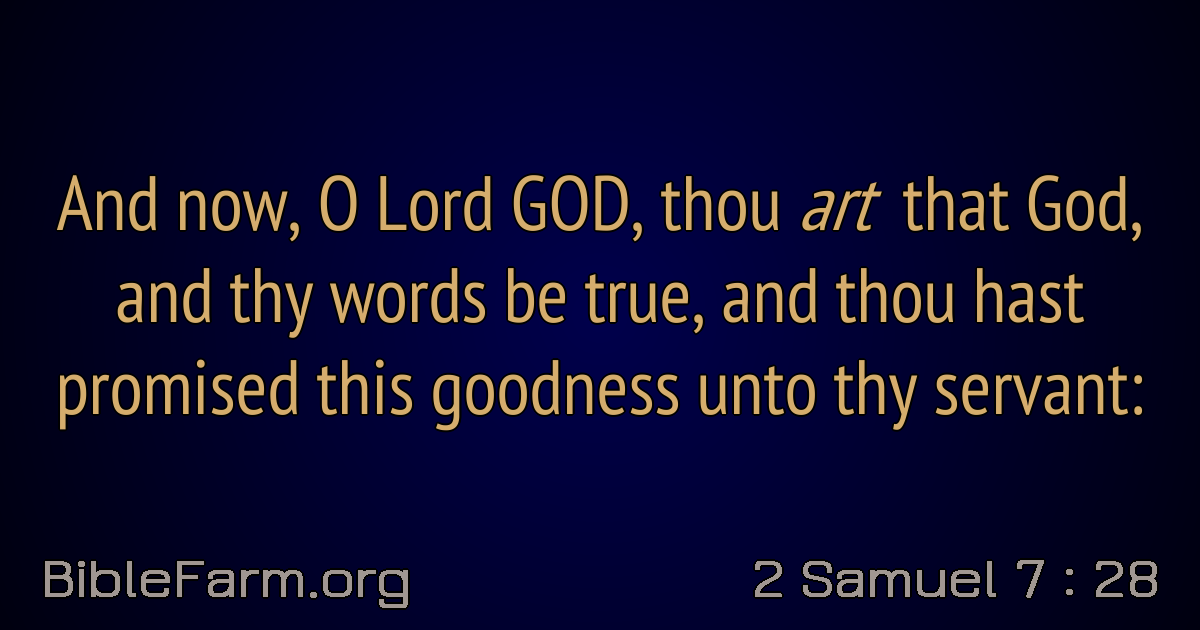 And now, O Lord GOD, thou art that God,
and thy words be true, and thou hast
promised this goodness unto thy servant:
BibleFarm.org
2 Samuel 7 : 28